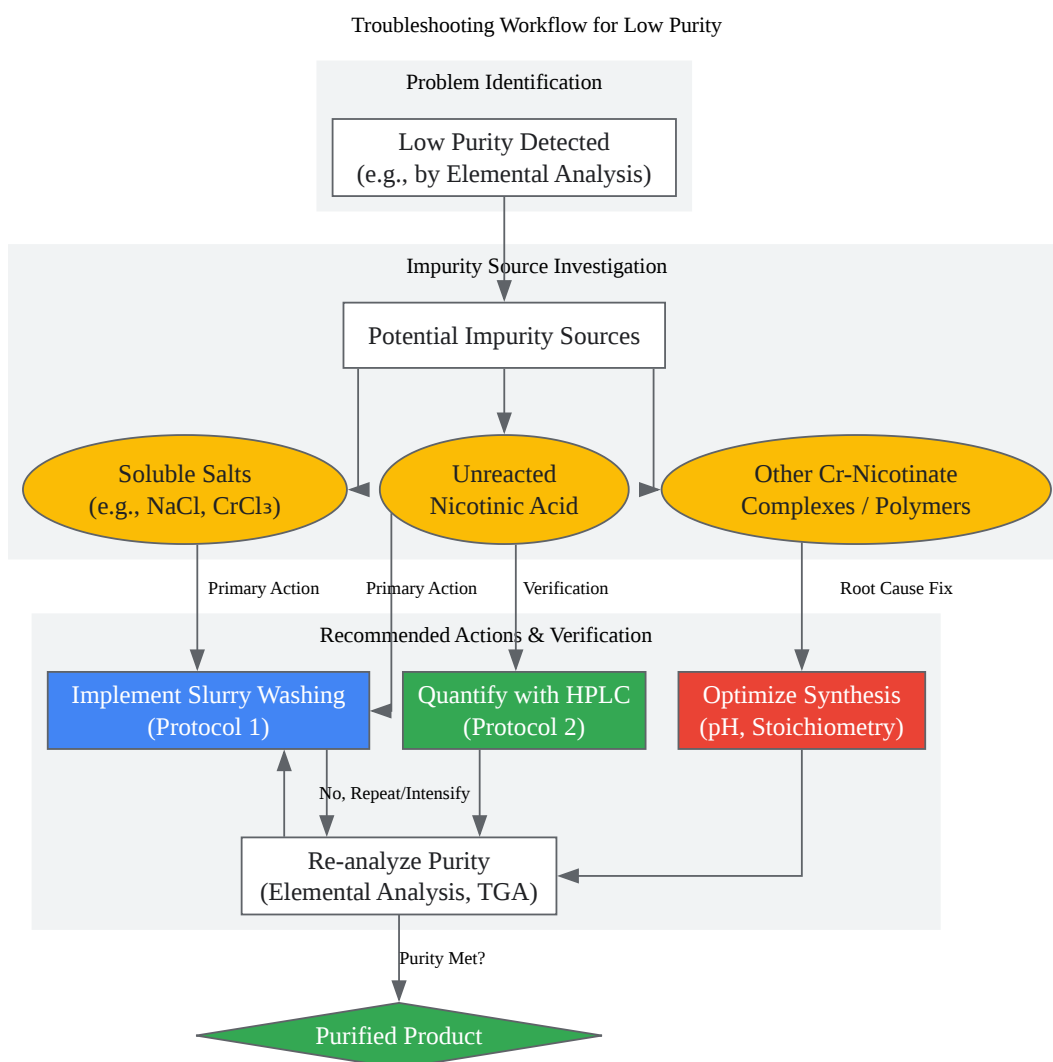 Troubleshooting Workflow for Low Purity
Problem Identification
Low Purity Detected
(e.g., by Elemental Analysis)
Impurity Source Investigation
Potential Impurity Sources
Soluble Salts
(e.g., NaCl, CrCl₃)
Unreacted
Nicotinic Acid
Other Cr-Nicotinate
Complexes / Polymers
Primary Action
Primary Action
Verification
Root Cause Fix
Recommended Actions & Verification
Implement Slurry Washing
(Protocol 1)
Quantify with HPLC
(Protocol 2)
Optimize Synthesis
(pH, Stoichiometry)
No, Repeat/Intensify
Re-analyze Purity
(Elemental Analysis, TGA)
Purity Met?
Purified Product